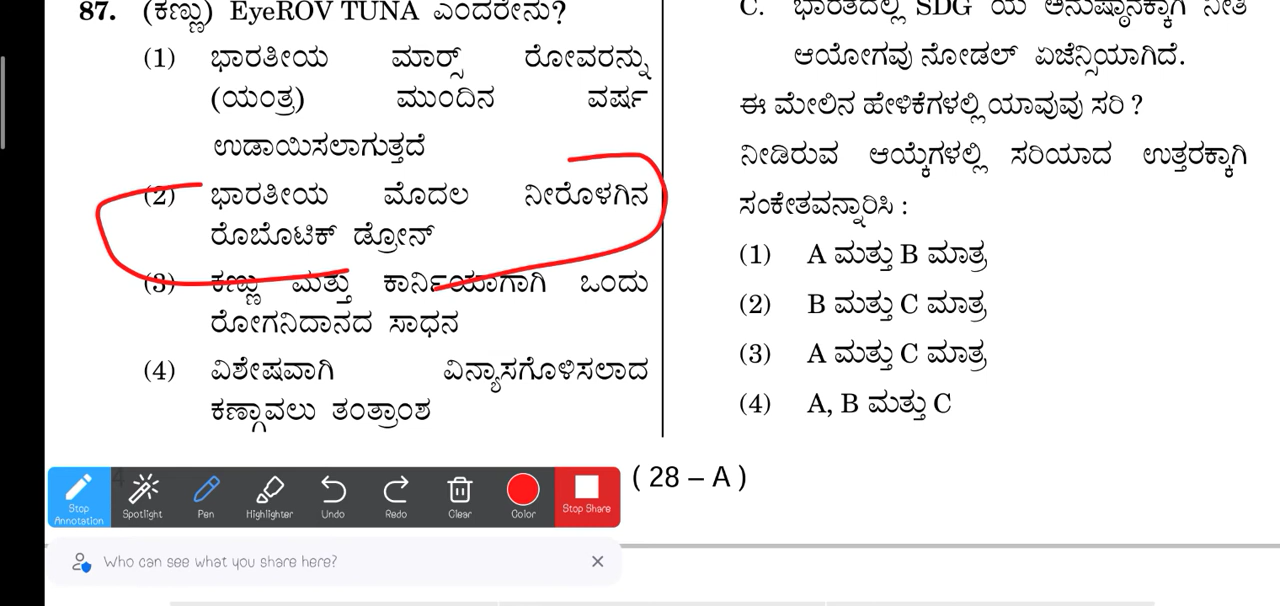 87. (ಕಣ್ಣು) EyeROV TUNA ಎಂದರೇನು?
(1) ಭಾರತೀಯ ಮಾರ್ಸ್ ರೋವರನ್ನು
(ಯಂತ್ರ) ಮುಂದಿನ ವರ್ಷ
ಉಡಾಯಿಸಲಾಗುತ್ತದೆ
(2) ಭಾರತೀಯ ಮೊದಲ ನೀರೊಳಗಿನ
ರೊಬೊಟಿಕ್ ಡ್ರೋನ್
(3) ಕಣ್ಣು ಮತ್ತು ಕಾರ್ನಿಯಾಗಾಗಿ ಒಂದು
ರೋಗನಿದಾನದ ಸಾಧನ
(4) ವಿಶೇಷವಾಗಿ ವಿನ್ಯಾಸಗೊಳಿಸಲಾದ
ಕಣ್ಗಾವಲು ತಂತ್ರಾಂಶ
C. ಭಾರತದಲ್ಲಿ SDG ಯ ಅನುಷ್ಠಾನಕ್ಕಾಗಿ ನೀತಿ
ಆಯೋಗವು ನೋಡಲ್ ಏಜೆನ್ಸಿಯಾಗಿದೆ.
ಈ ಮೇಲಿನ ಹೇಳಿಕೆಗಳಲ್ಲಿ ಯಾವುವು ಸರಿ ?
ನೀಡಿರುವ ಆಯ್ಕೆಗಳಲ್ಲಿ ಸರಿಯಾದ ಉತ್ತರಕ್ಕಾಗಿ
ಸಂಕೇತವನ್ನಾರಿಸಿ :
(1) A ಮತ್ತು B ಮಾತ್ರ
(2) B ಮತ್ತು C ಮಾತ್ರ
(3) A ಮತ್ತು C ಮಾತ್ರ
(4) A, B ಮತ್ತು C
( 28 – A )
Stop Annotation Spotlight Pen Highlighter Undo Redo Clear Color Stop Share
Who can see what you share here?